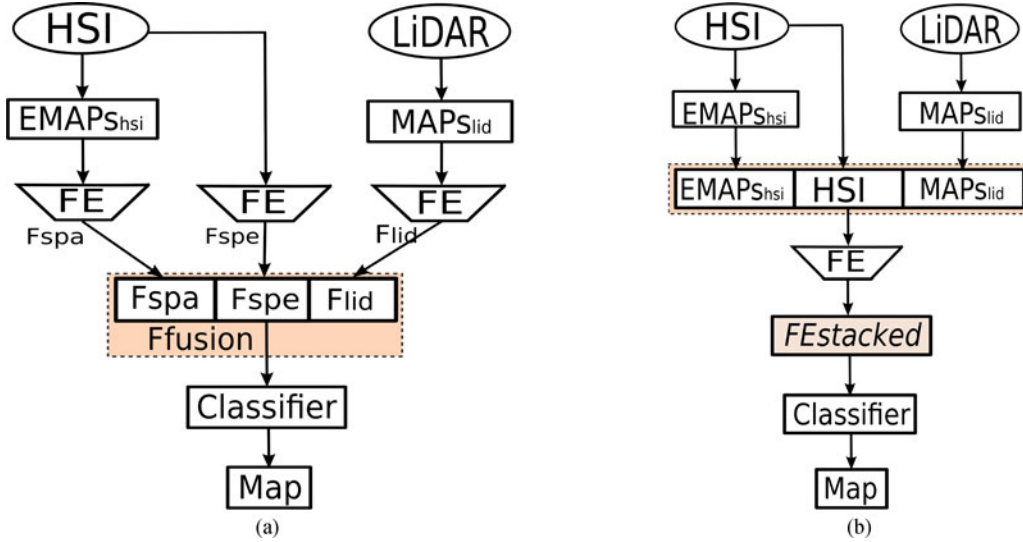 HSI
LiDAR
EMAPshsi
MAPslid
FE
FE
FE
Fspa
Fspe
Flid
Fspa
Fspe
Flid
Ffusion
Classifier
Map
(a)
HSI
LiDAR
EMAPshsi
MAPslid
EMAPshsi
HSI
MAPslid
FE
FEstacked
Classifier
Map
(b)